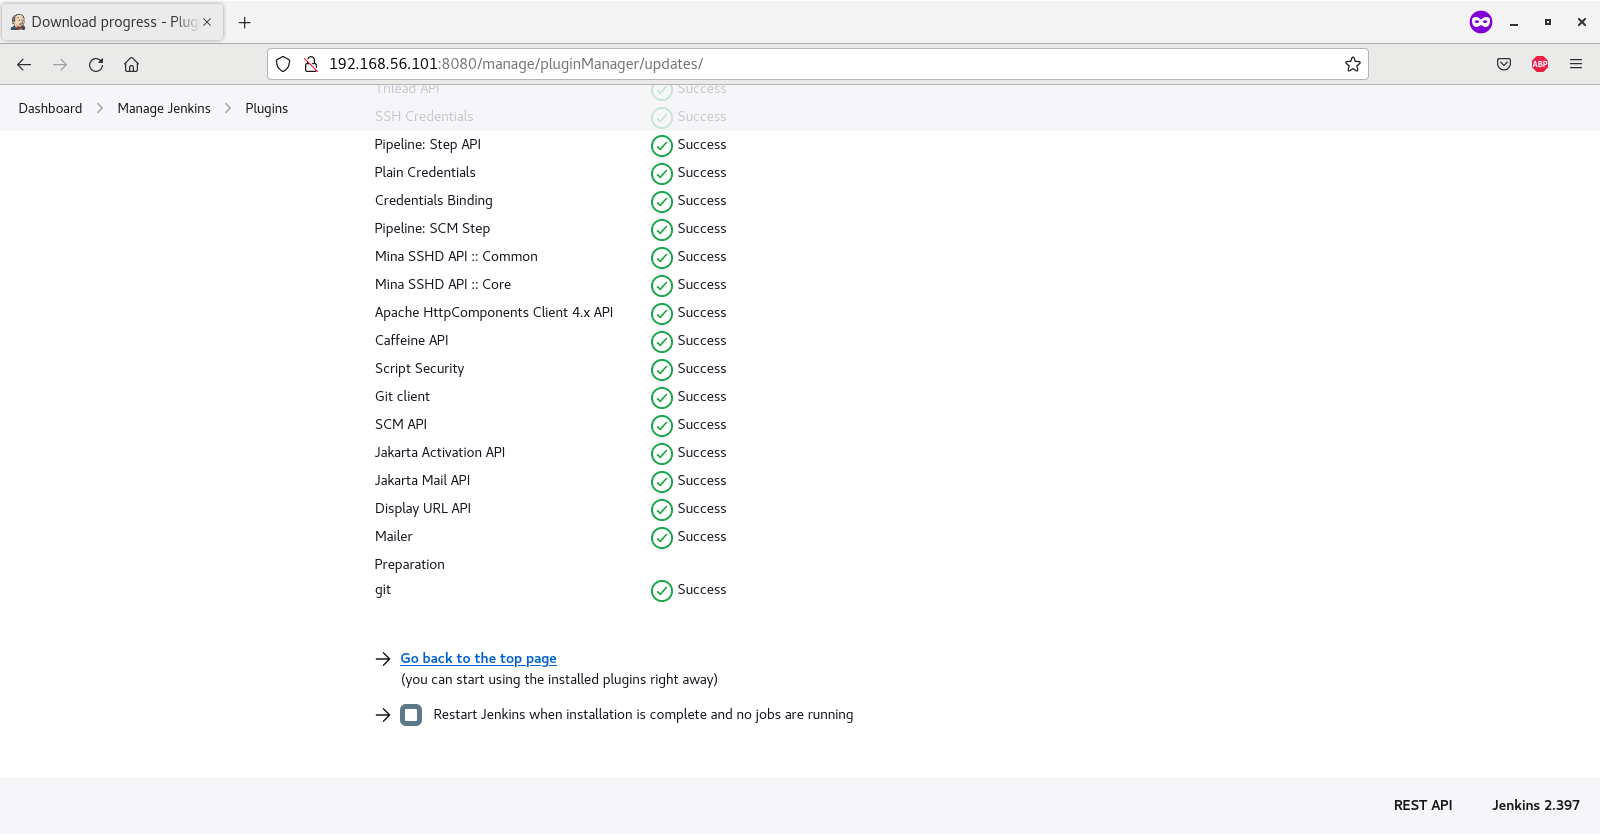 Download progress - Plug
192.168.56.101:8080/manage/pluginManager/updates/
ABP
Dashboard Manage Jenkins Plugins
Trilead API Success
SSH Credentials Success
Pipeline: Step API Success
Plain Credentials Success
Credentials Binding Success
Pipeline: SCM Step Success
Mina SSHD API :: Common Success
Mina SSHD API :: Core Success
Apache HttpComponents Client 4.x API Success
Caffeine API Success
Script Security Success
Git client Success
SCM API Success
Jakarta Activation API Success
Jakarta Mail API Success
Display URL API Success
Mailer Success
Preparation
git Success
Go back to the top page
(you can start using the installed plugins right away)
Restart Jenkins when installation is complete and no jobs are running
REST API Jenkins 2.397